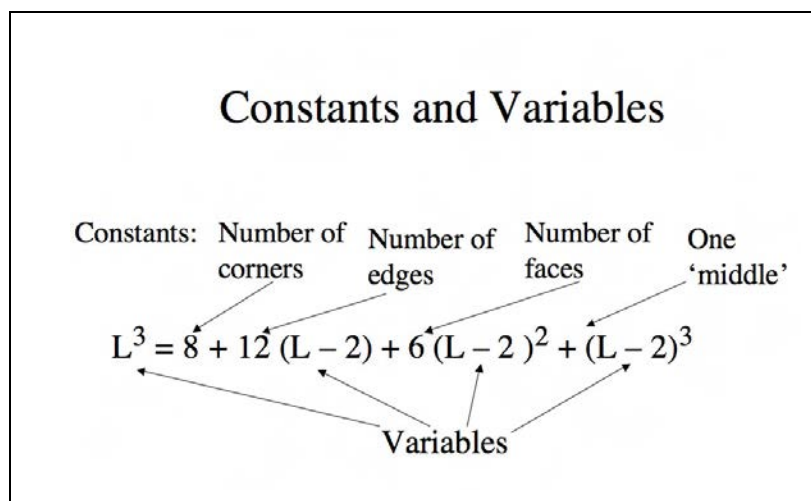 Constants and Variables
Constants: Number of corners
Number of edges
Number of faces
One ‘middle’
L³ = 8 + 12 (L – 2) + 6 (L – 2 )² + (L – 2)³
Variables